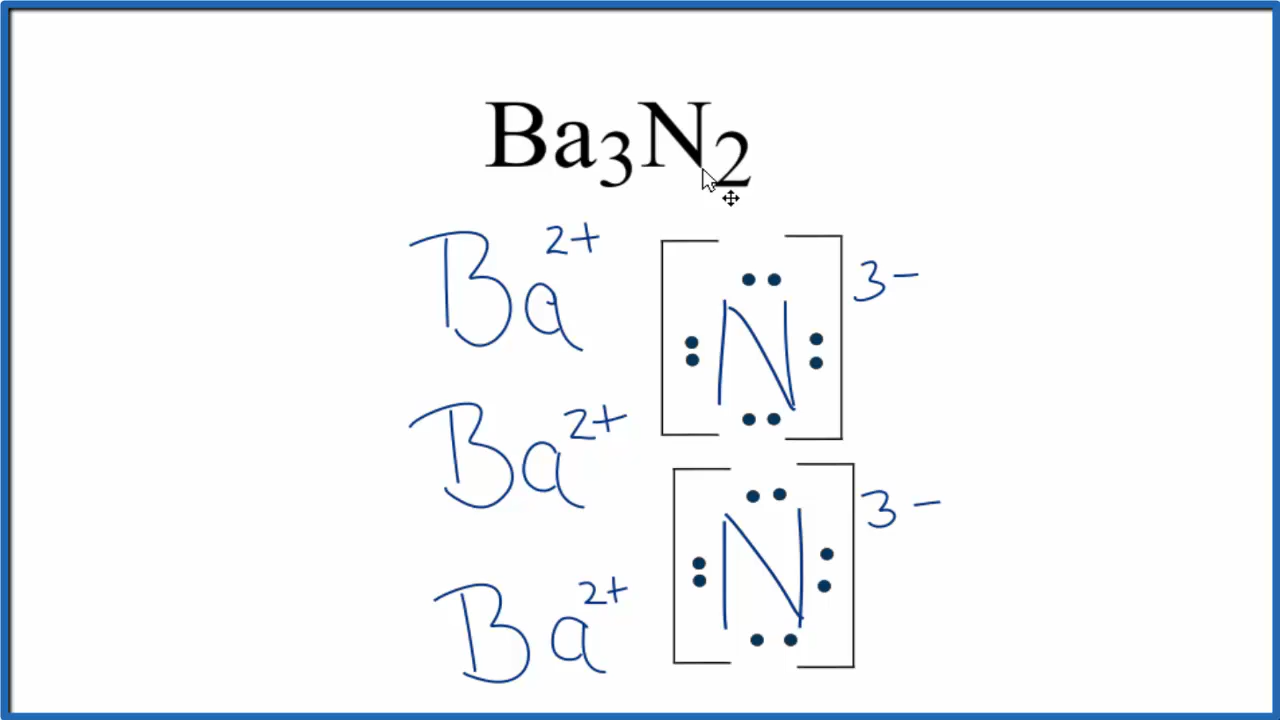 Ba₃N₂
Ba²⁺ [N]³⁻
Ba²⁺
[N]³⁻
Ba²⁺